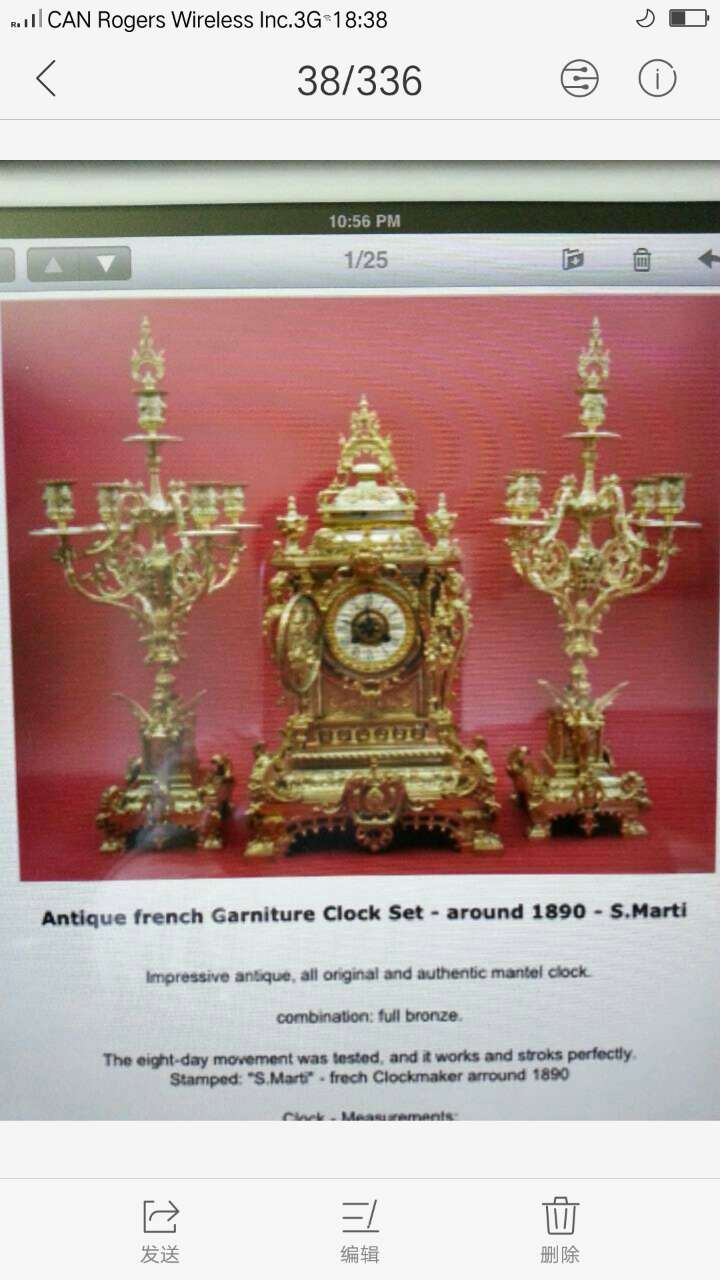 CAN Rogers Wireless Inc. 3G 18:38
38/336
10:56 PM
1/25
Antique french Garniture Clock Set - around 1890 - S.Marti
Impressive antique, all original and authentic mantel clock.
combination: full bronze.
The eight-day movement was tested, and it works and stroks perfectly.
Stamped: "S.Marti" - frech Clockmaker arround 1890
Clock - Measurements:
发送
编辑
删除